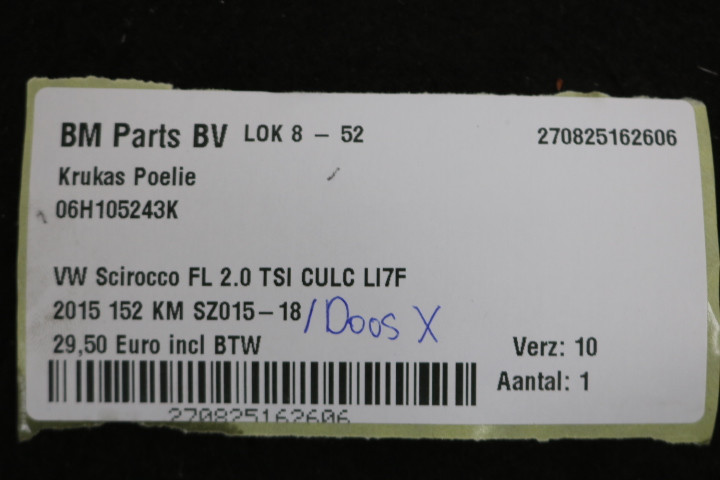 BM Parts BV LOK 8 - 52 270825162606
Krukas Poelie
06H105243K
VW Scirocco FL 2.0 TSI CULC LI7F
2015 152 KM SZ015-18 /Doos X
29,50 Euro incl BTW Verz: 10
Aantal: 1
270825162606